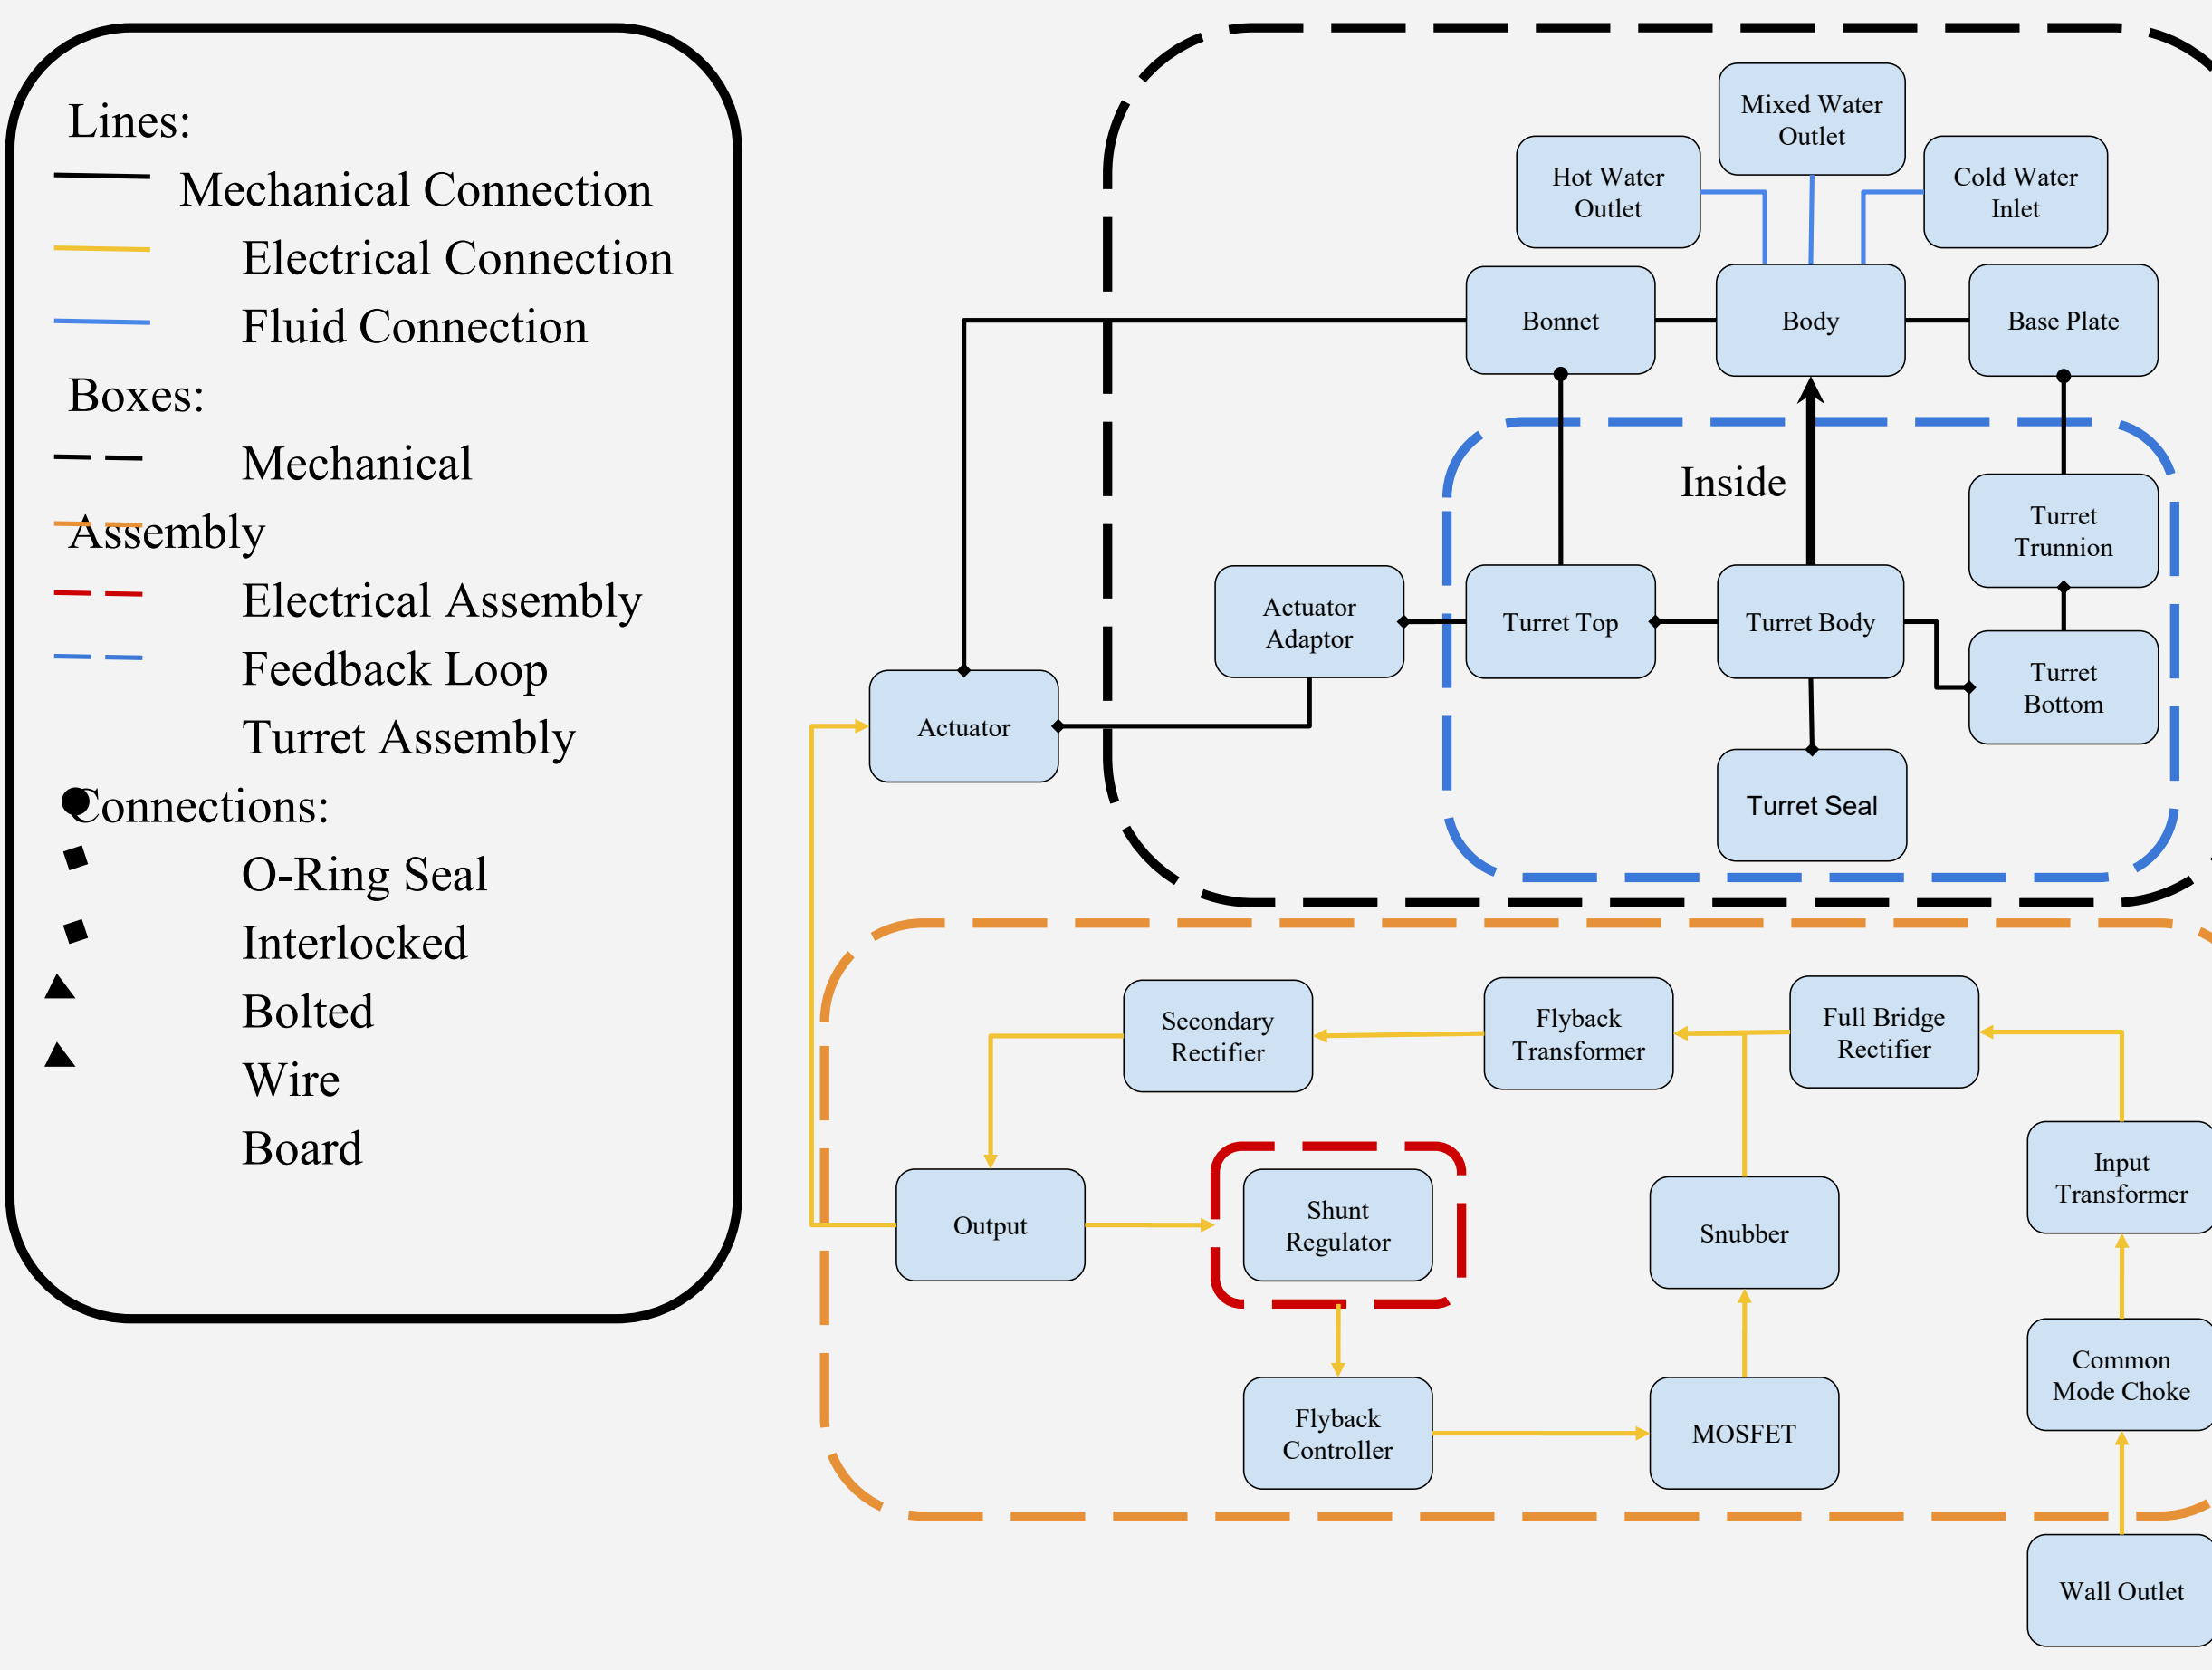 Lines:
Mechanical Connection
Electrical Connection
Fluid Connection
Boxes:
Mechanical
Assembly
Electrical Assembly
Feedback Loop
Turret Assembly
Connections:
O-Ring Seal
Interlocked
Bolted
Wire
Board
Mixed Water
Outlet
Hot Water
Outlet
Cold Water
Inlet
Bonnet
Body
Base Plate
Inside
Turret
Trunnion
Actuator
Adaptor
Turret Top
Turret Body
Turret
Bottom
Actuator
Turret Seal
Secondary
Rectifier
Flyback
Transformer
Full Bridge
Rectifier
Input
Transformer
Output
Shunt
Regulator
Snubber
Common
Mode Choke
Flyback
Controller
MOSFET
Wall Outlet